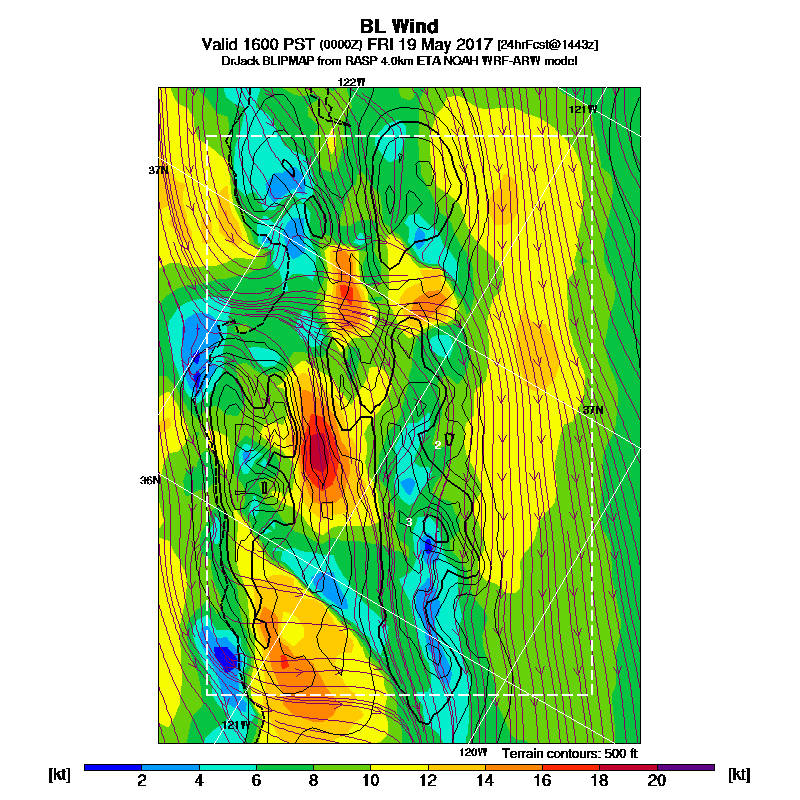 BL Wind
Valid 1600 PST (0000Z) FRI 19 May 2017 [24hrFcst@1443z]
DrJack BLIPMAP from RASP 4.0km ETA NOAH WRF-ARW model
122W
121W
37N
37N
2
36N
3
121W
120W Terrain contours: 500 ft
[kt] 2 4 6 8 10 12 14 16 18 20 [kt]